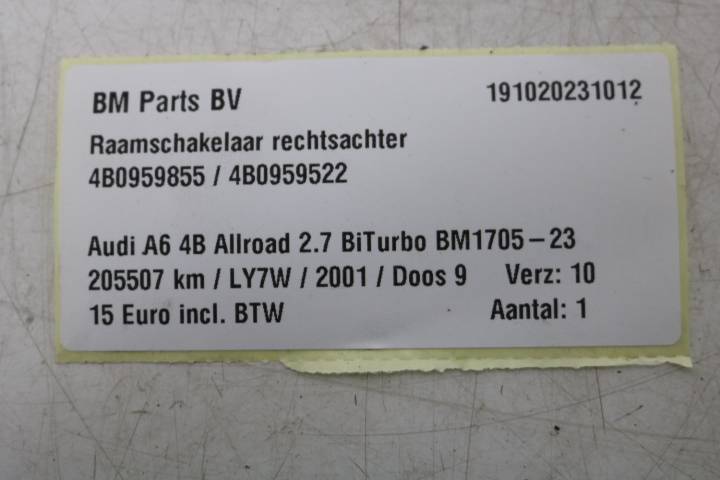 BM Parts BV 191020231012
Raamschakelaar rechtsachter
4B0959855 / 4B0959522
Audi A6 4B Allroad 2.7 BiTurbo BM1705-23
205507 km / LY7W / 2001 / Doos 9 Verz: 10
15 Euro incl. BTW Aantal: 1